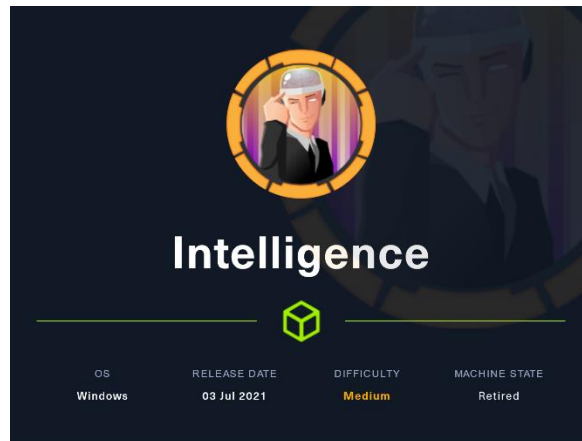 Intelligence
OS RELEASE DATE DIFFICULTY MACHINE STATE
Windows 03 Jul 2021 Medium Retired